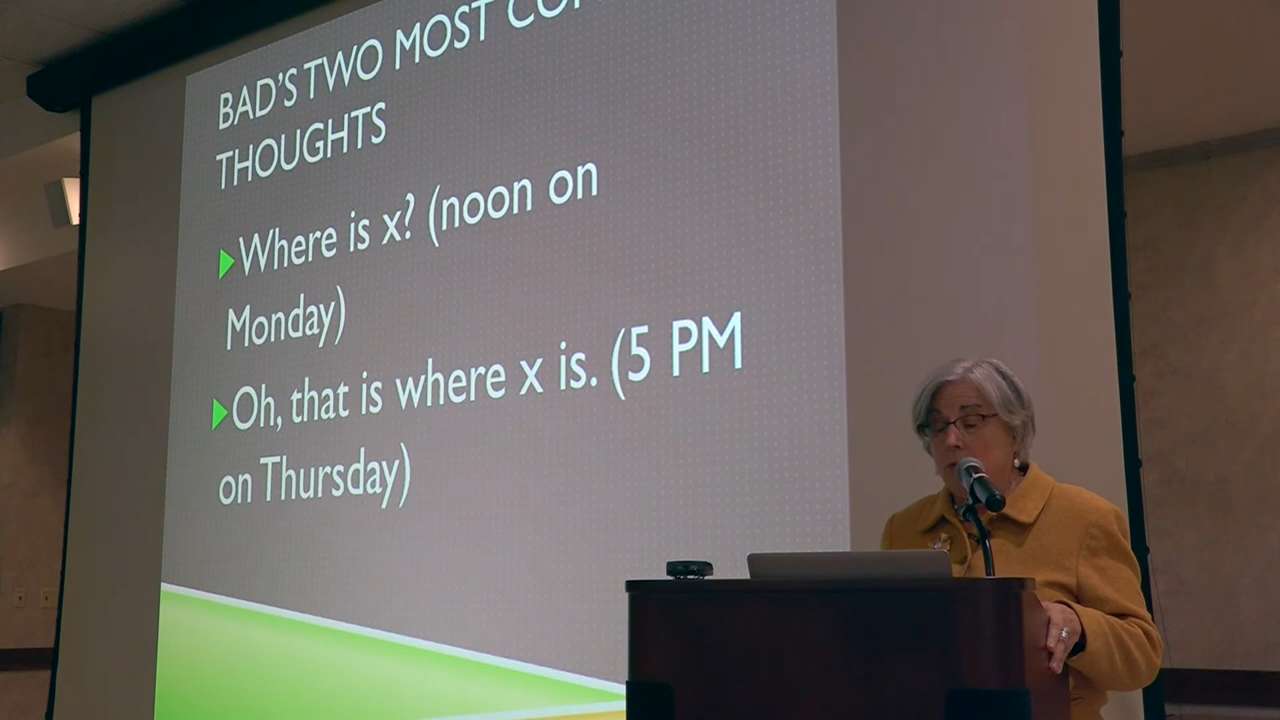 BAD'S TWO MOST
THOUGHTS
Where is x? (noon on
Monday)
Oh, that is where x is. (5 PM
on Thursday)